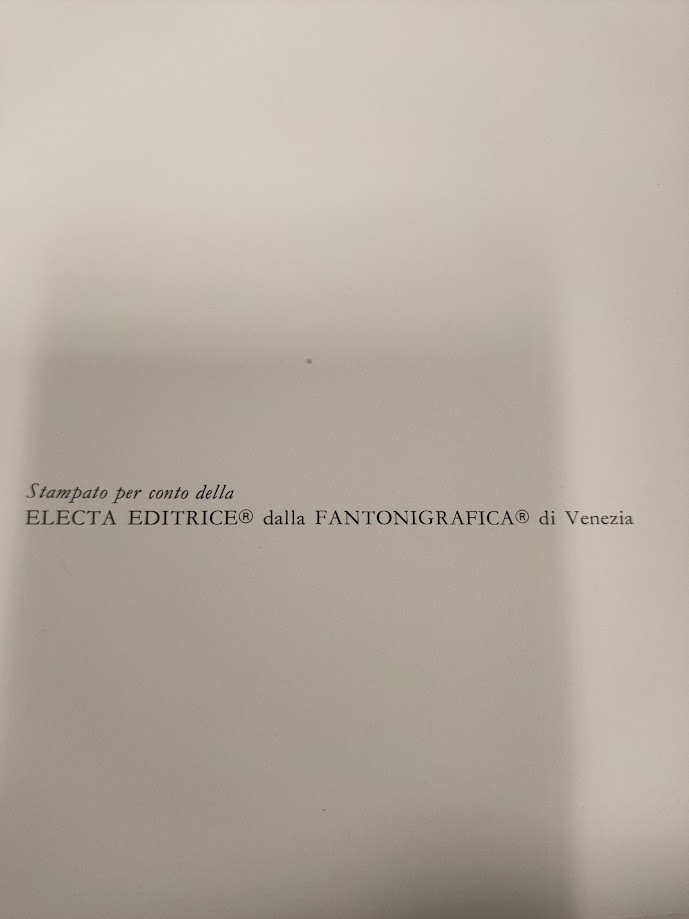 Stampato per conto della
ELECTA EDITRICE® dalla FANTONIGRAFICA® di Venezia